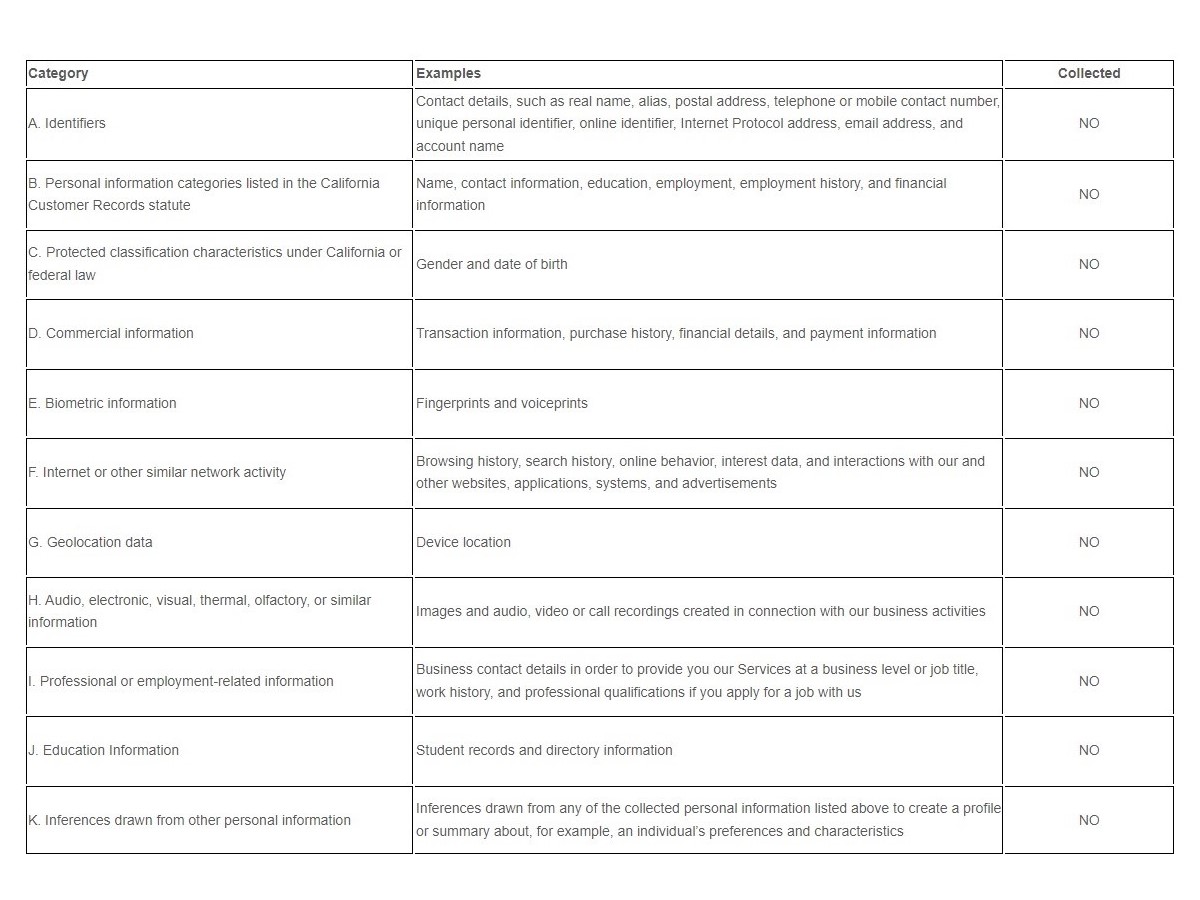 Category Examples Collected
A. Identifiers
Contact details, such as real name, alias, postal address, telephone or mobile contact number,
unique personal identifier, online identifier, Internet Protocol address, email address, and
account name
NO
B. Personal information categories listed in the California
Customer Records statute
Name, contact information, education, employment, employment history, and financial
information
NO
C. Protected classification characteristics under California or
federal law
Gender and date of birth
NO
D. Commercial information
Transaction information, purchase history, financial details, and payment information
NO
E. Biometric information
Fingerprints and voiceprints
NO
F. Internet or other similar network activity
Browsing history, search history, online behavior, interest data, and interactions with our and
other websites, applications, systems, and advertisements
NO
G. Geolocation data
Device location
NO
H. Audio, electronic, visual, thermal, olfactory, or similar
information
Images and audio, video or call recordings created in connection with our business activities
NO
I. Professional or employment-related information
Business contact details in order to provide you our Services at a business level or job title,
work history, and professional qualifications if you apply for a job with us
NO
J. Education Information
Student records and directory information
NO
K. Inferences drawn from other personal information
Inferences drawn from any of the collected personal information listed above to create a profile
or summary about, for example, an individual’s preferences and characteristics
NO